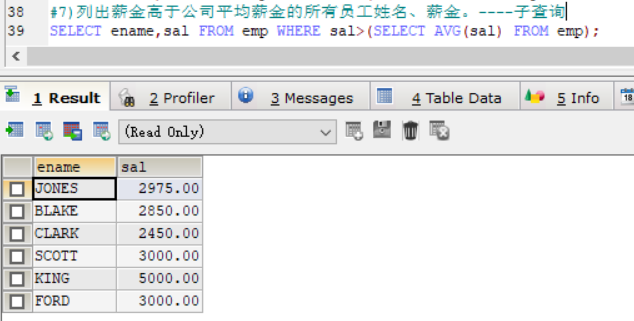 38 #7)列出薪金高于公司平均薪金的所有员工姓名、薪金。----子查询
39 SELECT ename,sal FROM emp WHERE sal>(SELECT AVG(sal) FROM emp);
1 Result 2 Profiler 3 Messages 4 Table Data 5 Info 18
(Read Only)
ename sal
JONES 2975.00
BLAKE 2850.00
CLARK 2450.00
SCOTT 3000.00
KING 5000.00
FORD 3000.00